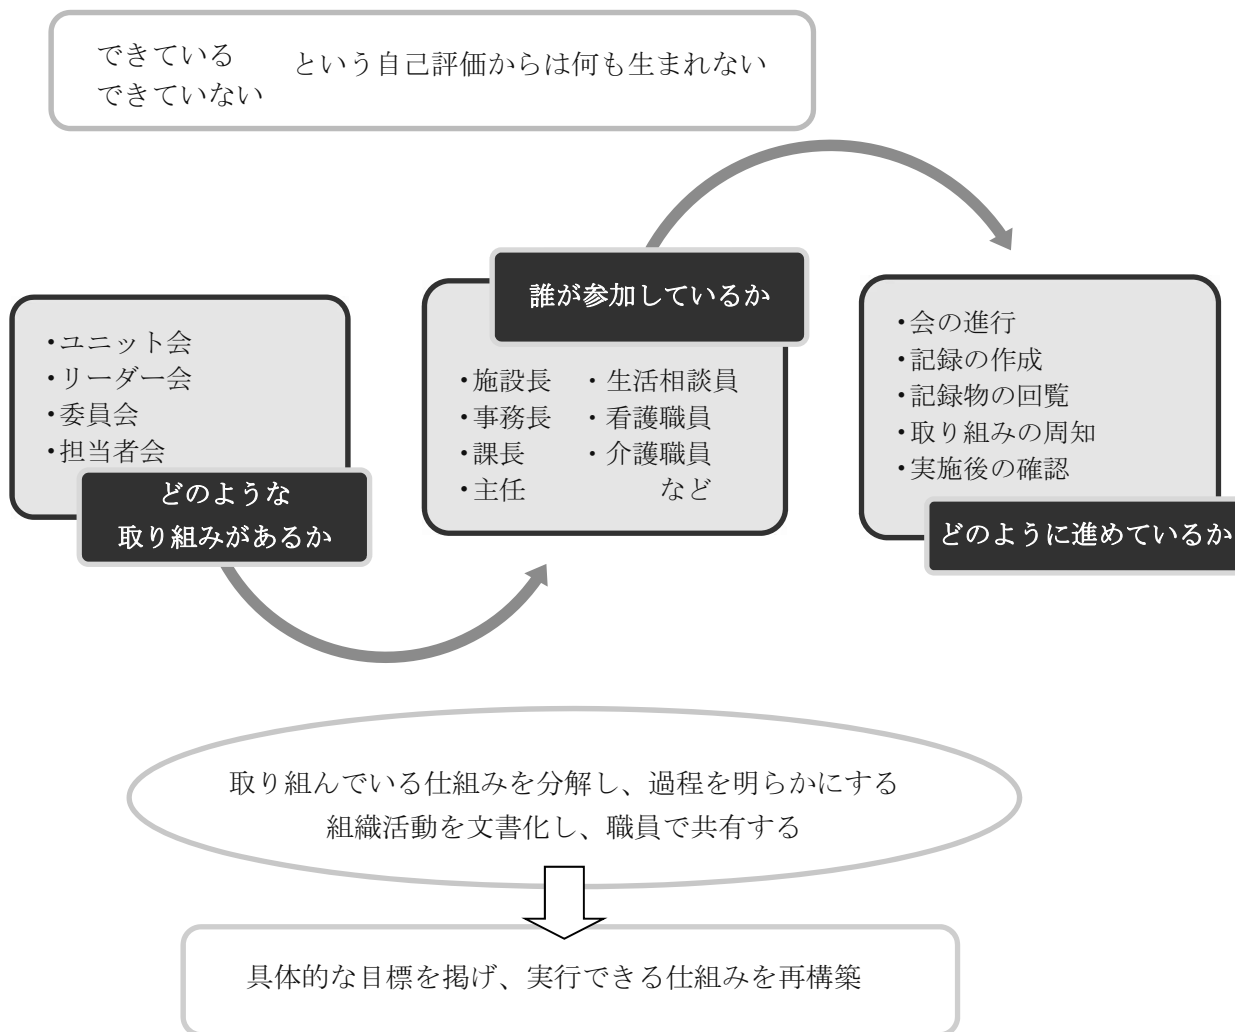 できている
できていない
という自己評価からは何も生まれない
・ユニット会
・リーダー会
・委員会
・担当者会
どのような
取り組みがあるか
誰が参加しているか
・施設長 ・生活相談員
・事務長 ・看護職員
・課長 ・介護職員
・主任 など
・会の進行
・記録の作成
・記録物の回覧
・取り組みの周知
・実施後の確認
どのように進めているか
取り組んでいる仕組みを分解し、過程を明らかにする
組織活動を文書化し、職員で共有する
具体的な目標を掲げ、実行できる仕組みを再構築